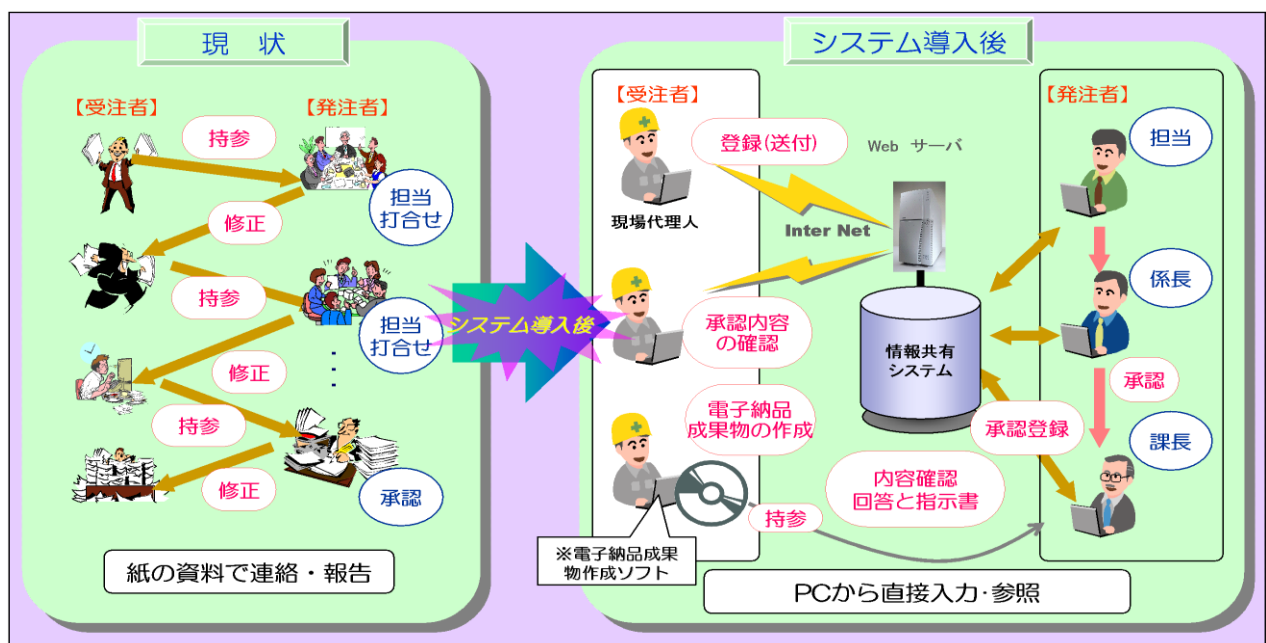 現 状
【受注者】
【発注者】
持参
担当
打合せ
修正
持参
担当
打合せ
修正
持参
修正
承認
紙の資料で連絡・報告
システム導入後
システム導入後
【受注者】
【発注者】
登録(送付)
Web サーバ
担当
現場代理人
Inter Net
係長
承認内容
の確認
情報共有
システム
承認
電子納品
成果物の作成
承認登録
課長
内容確認
回答と指示書
持参
※電子納品成果
物作成ソフト
PCから直接入力・参照